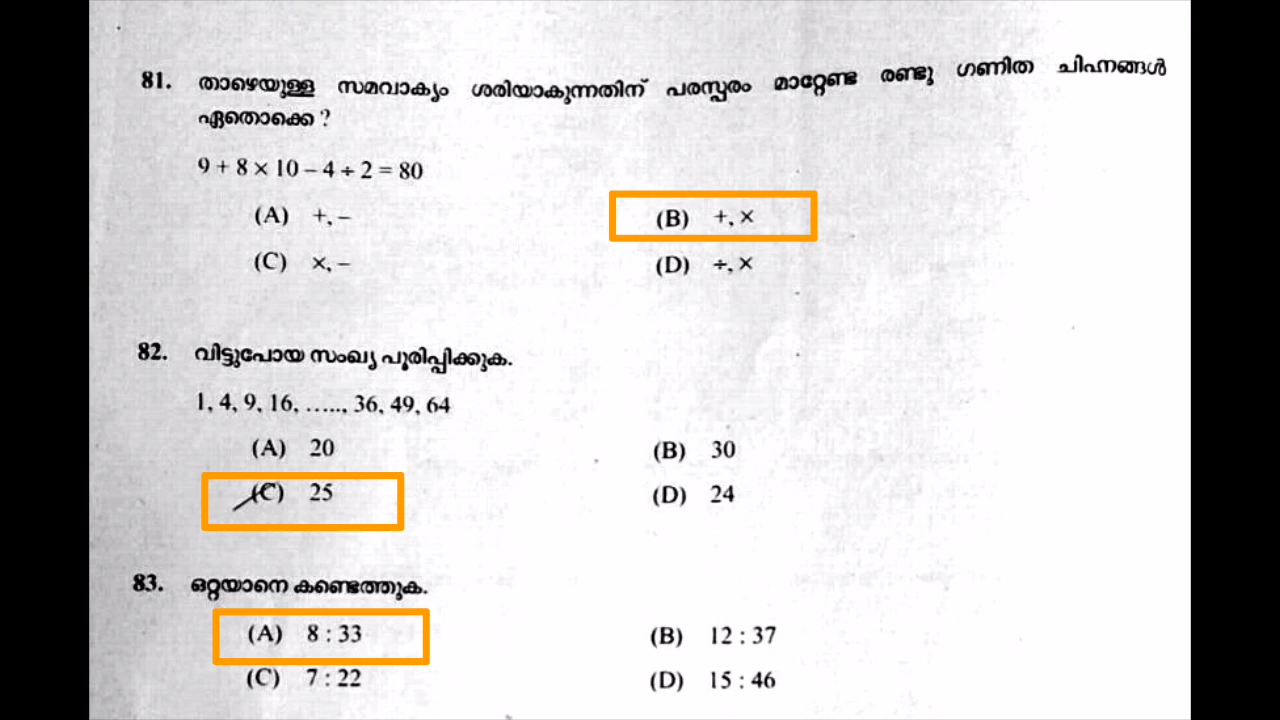 81. താഴെയുള്ള സമവാക്യം ശരിയാകുന്നതിന് പരസ്പരം മാറ്റേണ്ട രണ്ടു ഗണിത ചിഹ്നങ്ങൾ
ഏതൊക്കെ ?
9 + 8 × 10 – 4 ÷ 2 = 80
(A) +, – (B) +, ×
(C) ×, – (D) ÷, ×
82. വിട്ടുപോയ സംഖ്യ പൂരിപ്പിക്കുക.
1, 4, 9, 16, ....., 36, 49, 64
(A) 20 (B) 30
(C) 25 (D) 24
83. ഒറ്റയാനെ കണ്ടെത്തുക.
(A) 8 : 33 (B) 12 : 37
(C) 7 : 22 (D) 15 : 46